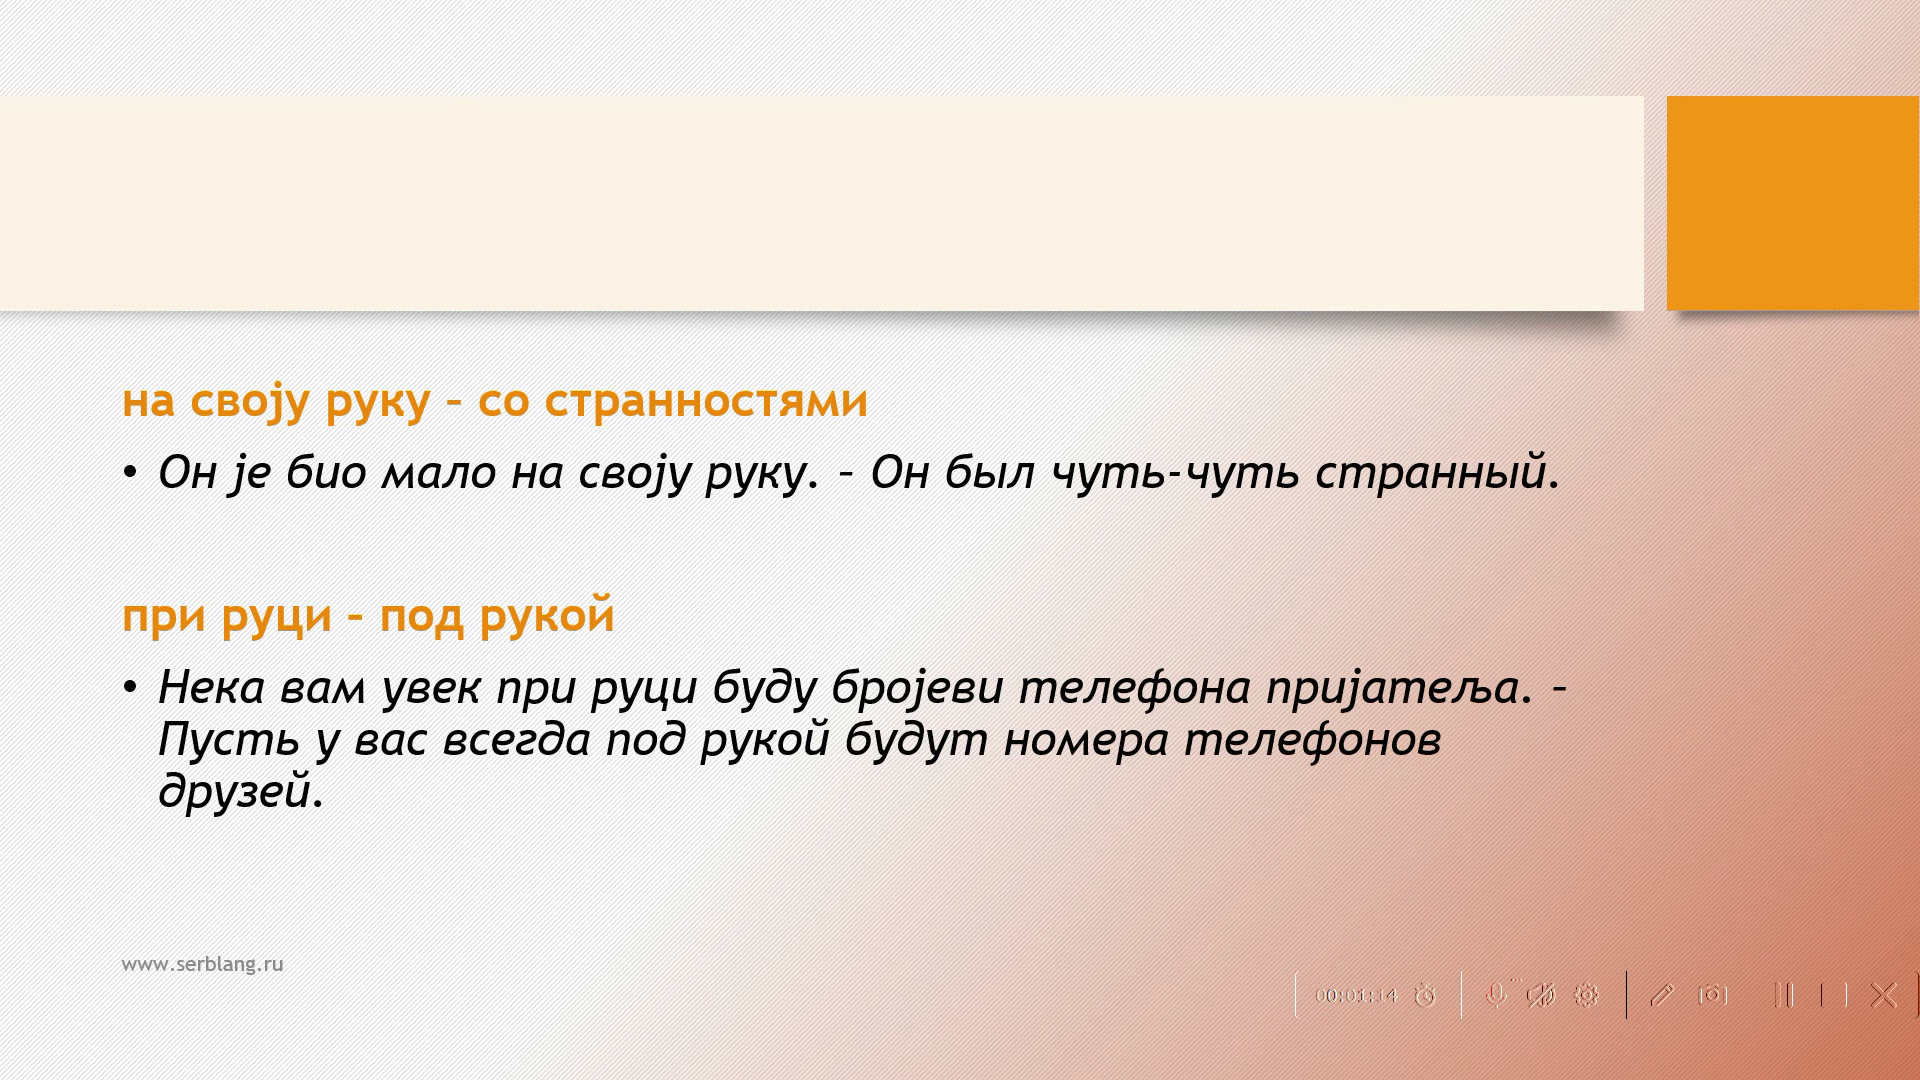 на своју руку – со странностями
• Он је био мало на своју руку. – Он был чуть-чуть странный.
при руци – под рукой
• Нека вам увек при руци буду бројеви телефона пријатеља. –
Пусть у вас всегда под рукой будут номера телефонов
друзей.
www.serblang.ru
00:01:14